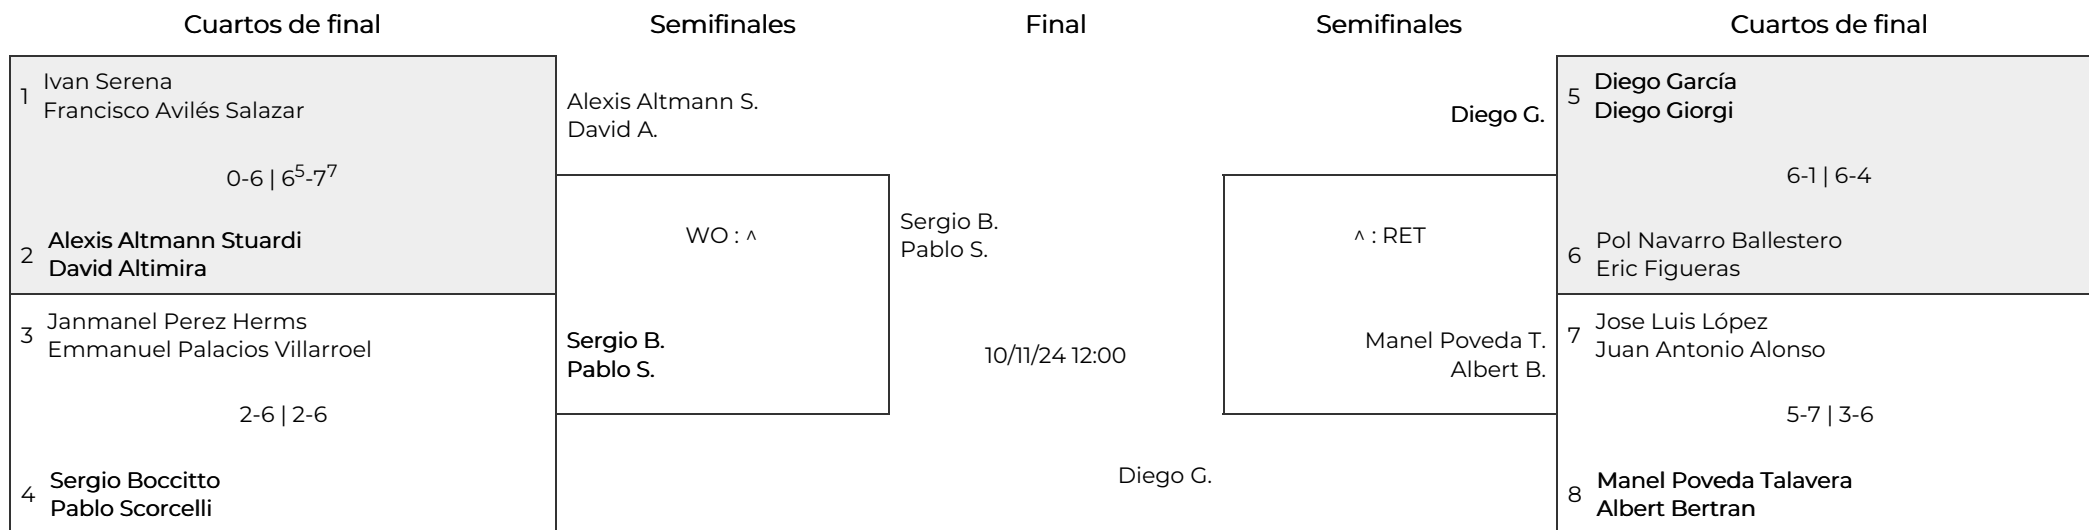 Cuartos de final
Semifinales
Final
Semifinales
Cuartos de final
1
Ivan Serena
Francisco Avilés Salazar
0-6 | 6⁵-7⁷
2
Alexis Altmann Stuardi
David Altimira
3
Janmanel Perez Herms
Emmanuel Palacios Villarroel
2-6 | 2-6
4
Sergio Boccitto
Pablo Scorcelli
Alexis Altmann S.
David A.
WO : ^
Sergio B.
Pablo S.
Sergio B.
Pablo S.
10/11/24 12:00
Diego G.
Diego G.
^ : RET
Manel Poveda T.
Albert B.
5
Diego García
Diego Giorgi
6-1 | 6-4
6
Pol Navarro Ballestero
Eric Figueras
7
Jose Luis López
Juan Antonio Alonso
5-7 | 3-6
8
Manel Poveda Talavera
Albert Bertran